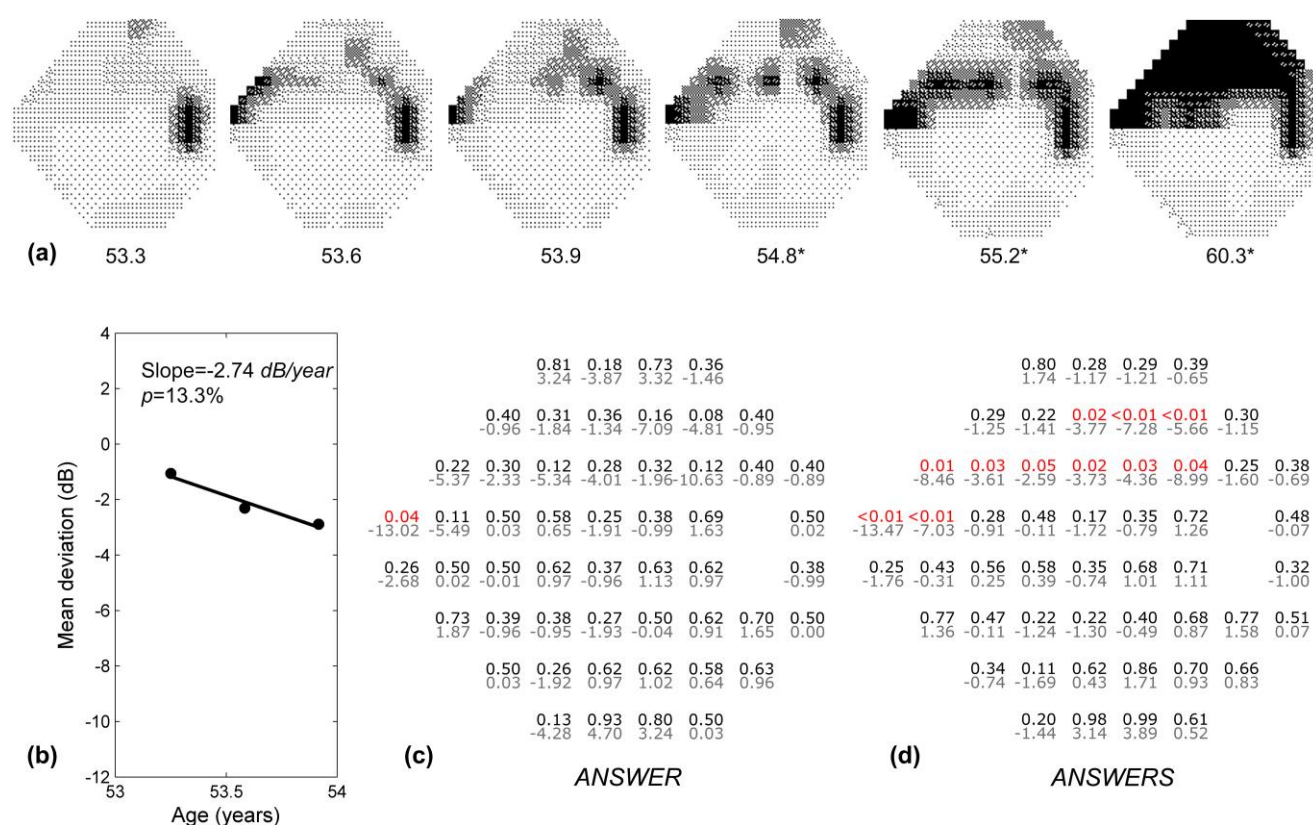 (a)
53.3 53.6 53.9 54.8* 55.2* 60.3*
(b)
Mean deviation (dB)
4
2
0
-2
-4
-6
-8
-10
-12
53 53.5 54
Age (years)
Slope=-2.74 dB/year
p=13.3%
(c)
0.81 0.18 0.73 0.36
3.24 -3.87 3.32 -1.46
0.40 0.31 0.36 0.16 0.08 0.40
-0.96 -1.84 -1.34 -7.09 -4.81 -0.95
0.22 0.30 0.12 0.28 0.32 0.12 0.40 0.40
-5.37 -2.33 -5.34 -4.01 -1.96 -10.63 -0.89 -0.89
0.04 0.11 0.50 0.58 0.25 0.38 0.69 0.50
-13.02 -5.49 0.03 0.65 -1.91 -0.99 1.63 0.02
0.26 0.50 0.50 0.62 0.37 0.63 0.62 0.38
-2.68 0.02 -0.01 0.97 -0.96 1.13 0.97 -0.99
0.73 0.39 0.38 0.27 0.50 0.62 0.70 0.50
1.87 -0.96 -0.95 -1.93 -0.04 0.91 1.65 0.00
0.50 0.26 0.62 0.62 0.58 0.63
0.03 -1.92 0.97 1.02 0.64 0.96
0.13 0.93 0.80 0.50
-4.28 4.70 3.24 0.03
ANSWER
(d)
0.80 0.28 0.29 0.39
1.74 -1.17 -1.21 -0.65
0.29 0.22 0.02 <0.01 <0.01 0.30
-1.25 -1.41 -3.77 -7.28 -5.66 -1.15
0.01 0.03 0.05 0.02 0.03 0.04 0.25 0.38
-8.46 -3.61 -2.59 -3.73 -4.36 -8.99 -1.60 -0.69
<0.01 <0.01 0.28 0.48 0.17 0.35 0.72 0.48
-13.47 -7.03 -0.91 -0.11 -1.72 -0.79 1.26 -0.07
0.25 0.43 0.56 0.58 0.35 0.68 0.71 0.32
-1.76 -0.31 0.25 0.39 -0.74 1.01 1.11 -1.00
0.77 0.47 0.22 0.22 0.40 0.68 0.77 0.51
1.36 -0.11 -1.24 -1.30 -0.49 0.87 1.58 0.07
0.34 0.11 0.62 0.86 0.70 0.66
-0.74 -1.69 0.43 1.71 0.93 0.83
0.20 0.98 0.99 0.61
-1.44 3.14 3.89 0.52
ANSWERS